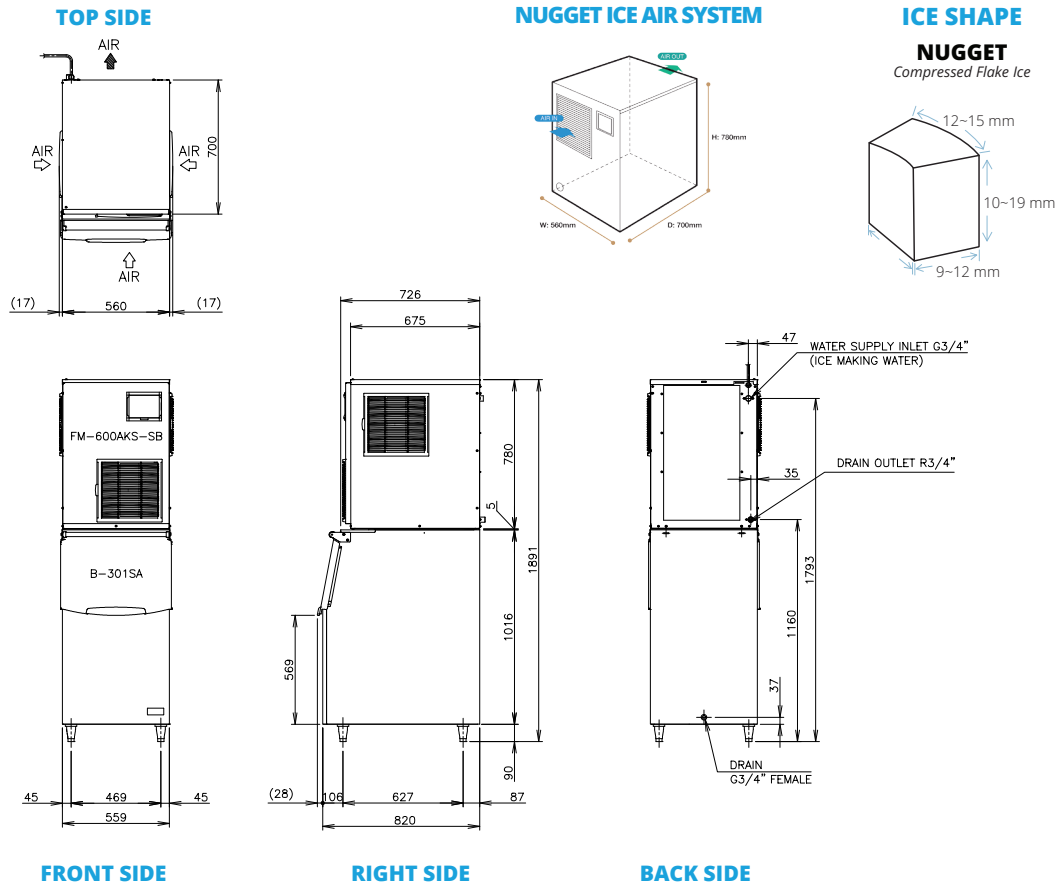 TOP SIDE
AIR
AIR
AIR
700
AIR
(17)
560
(17)
NUGGET ICE AIR SYSTEM
AIR OUT
AIR IN
H: 780mm
W: 560mm
D: 700mm
ICE SHAPE
NUGGET
Compressed Flake Ice
12~15 mm
10~19 mm
9~12 mm
FM-600AKS-SB
B-301SA
45
469
45
559
FRONT SIDE
726
675
780
5
1891
1016
569
90
(28)
106
627
87
820
RIGHT SIDE
47
WATER SUPPLY INLET G3/4"
(ICE MAKING WATER)
35
DRAIN OUTLET R3/4"
1793
1160
37
DRAIN
G3/4" FEMALE
BACK SIDE